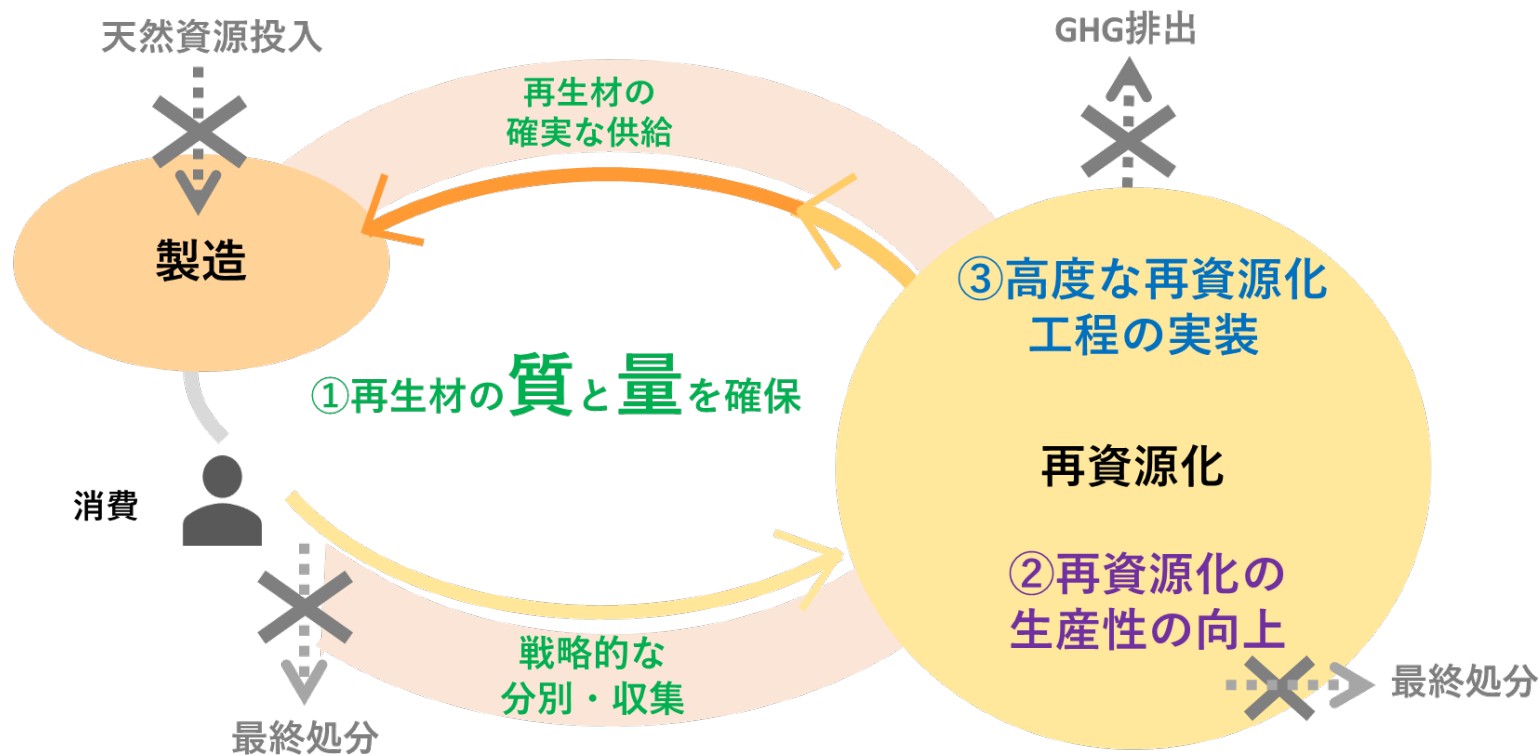 天然資源投入
GHG排出
再生材の
確実な供給
製造
③高度な再資源化
工程の実装
①再生材の質と量を確保
再資源化
消費
②再資源化の
生産性の向上
戦略的な
分別・収集
最終処分
最終処分